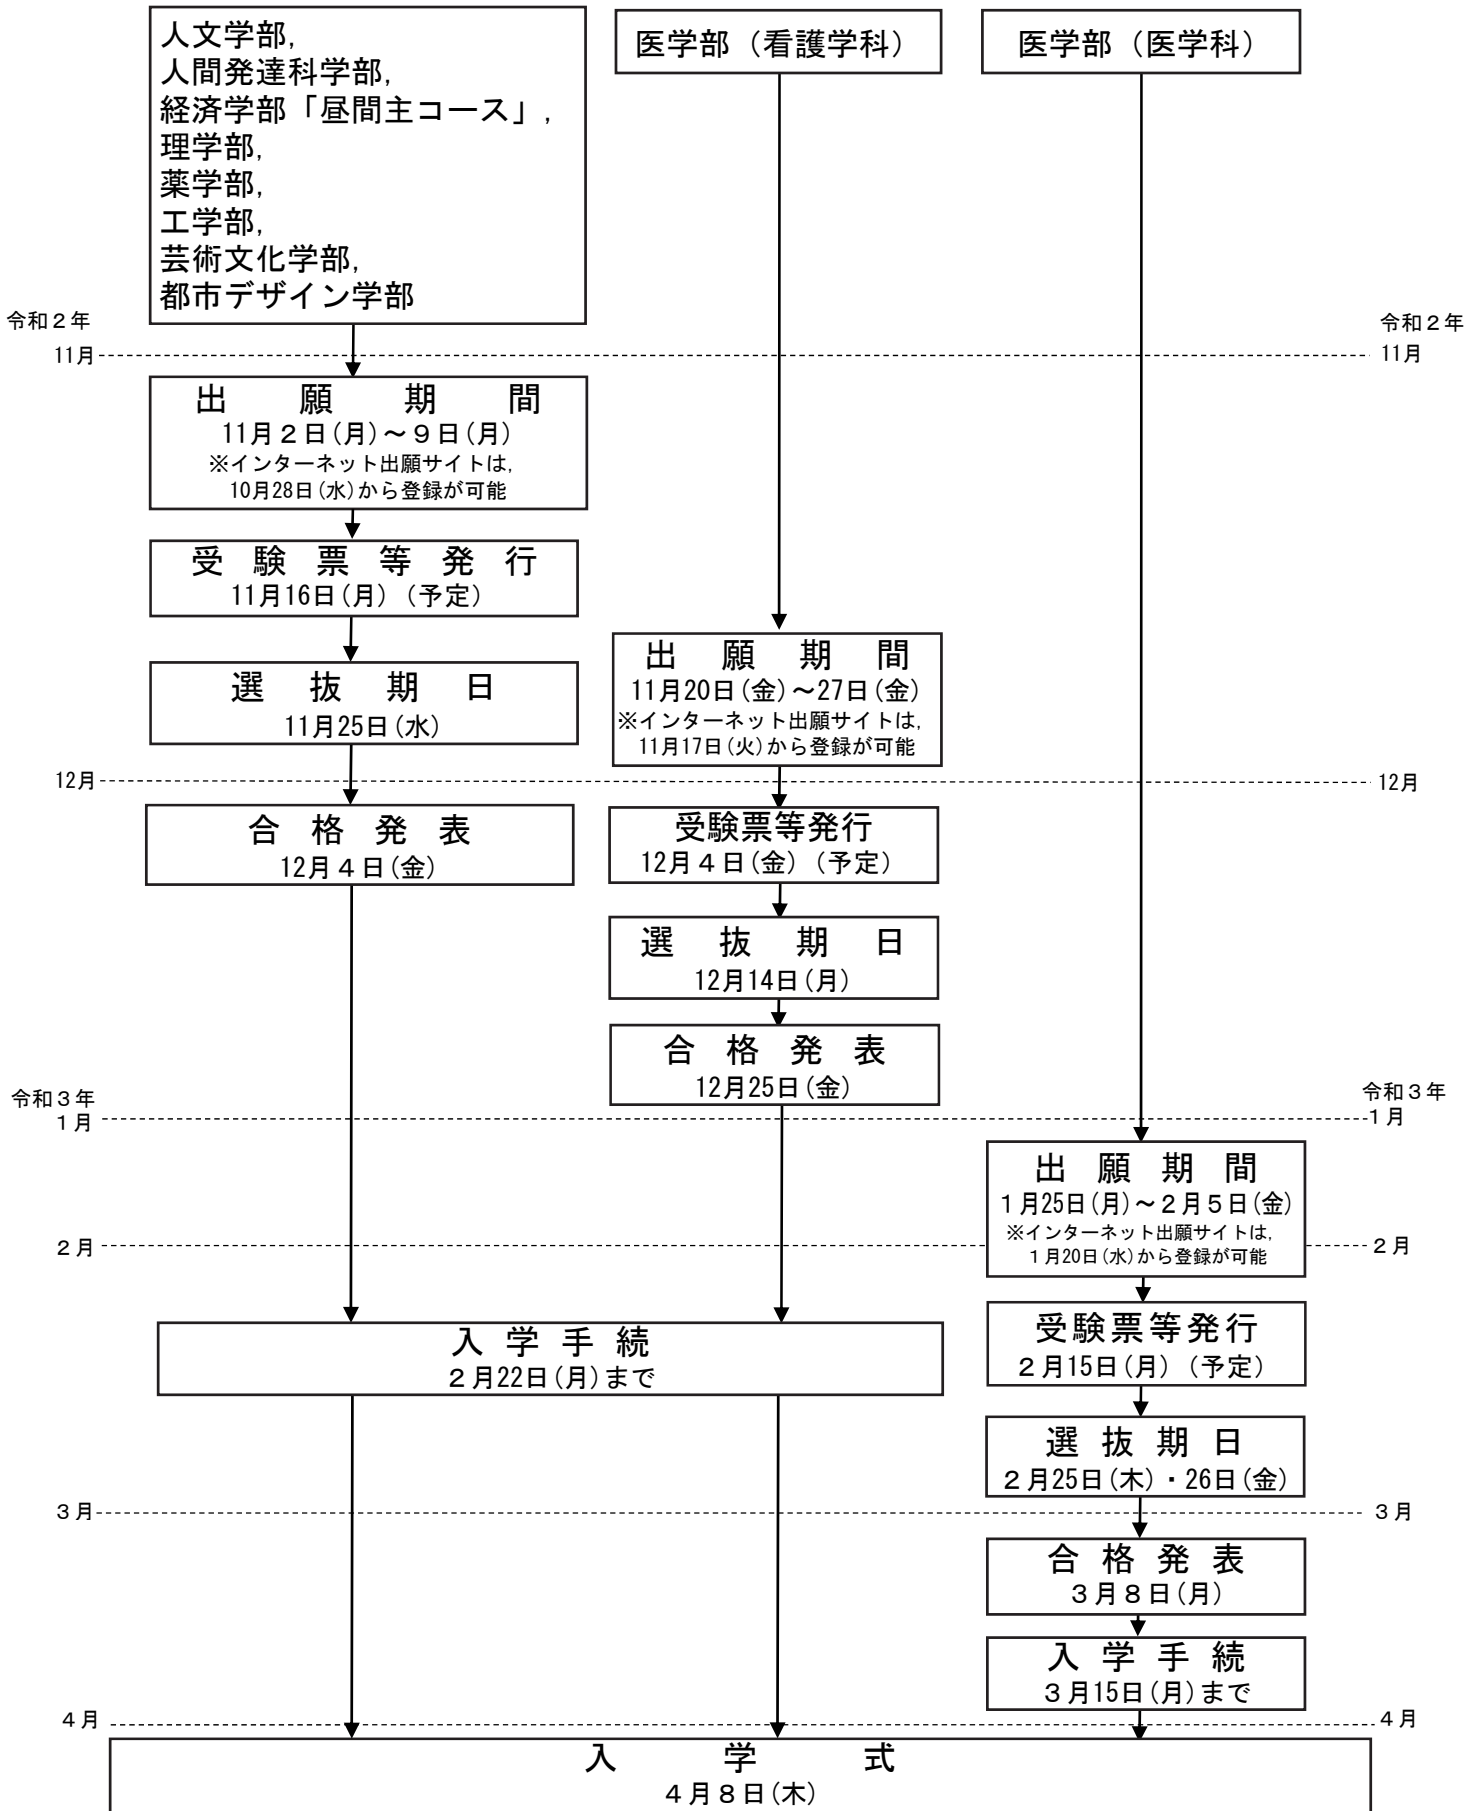 人文学部,
人間発達科学部,
経済学部「昼間主コース」,
理学部,
薬学部,
工学部,
芸術文化学部,
都市デザイン学部
医学部（看護学科）
医学部（医学科）
令和２年
11月
令和２年
11月
出願期間
11月２日(月)～９日(月)
※インターネット出願サイトは,
10月28日(水)から登録が可能
受験票等発行
11月16日(月)（予定）
選抜期日
11月25日(水)
出願期間
11月20日(金)～27日(金)
※インターネット出願サイトは,
11月17日(火)から登録が可能
12月
12月
合格発表
12月４日(金)
受験票等発行
12月４日(金)（予定）
選抜期日
12月14日(月)
合格発表
12月25日(金)
令和３年
１月
令和３年
１月
出願期間
１月25日(月)～２月５日(金)
※インターネット出願サイトは,
１月20日(水)から登録が可能
２月
２月
入学手続
２月22日(月)まで
受験票等発行
２月15日(月)（予定）
選抜期日
２月25日(木)・26日(金)
３月
３月
合格発表
３月８日(月)
入学手続
３月15日(月)まで
４月
４月
入学式
４月８日(木)